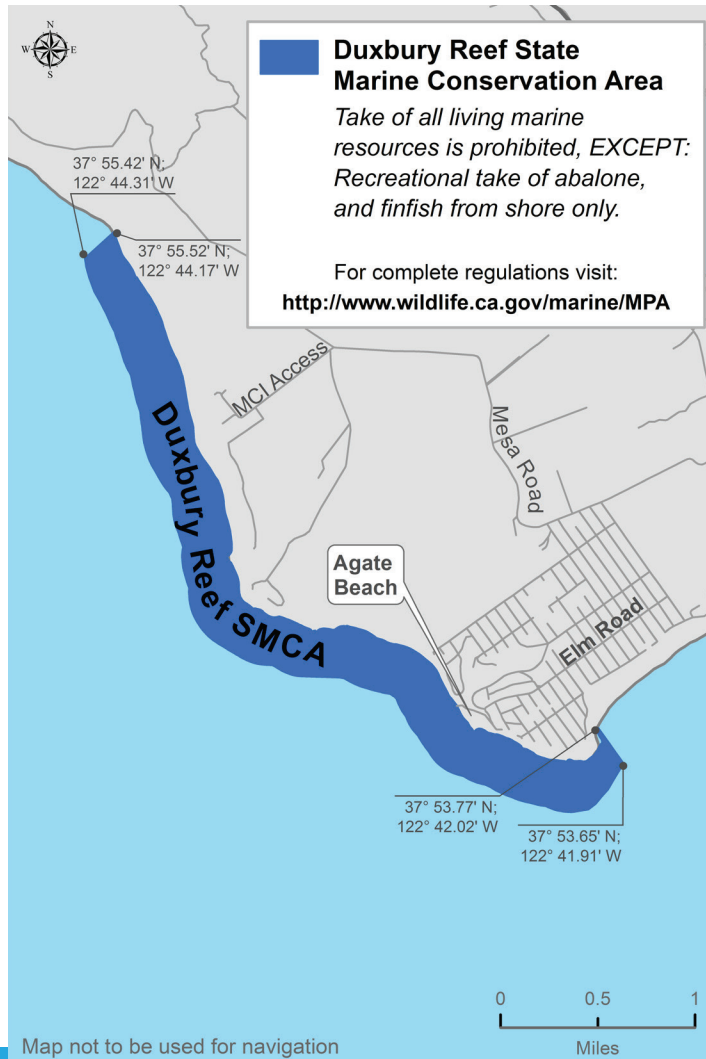 N
W E
S
Duxbury Reef State
Marine Conservation Area
Take of all living marine
resources is prohibited, EXCEPT:
Recreational take of abalone,
and finfish from shore only.
For complete regulations visit:
http://www.wildlife.ca.gov/marine/MPA
37° 55.42' N;
122° 44.31' W
37° 55.52' N;
122° 44.17' W
MCI Access
Mesa Road
Duxbury Reef SMCA
Agate
Beach
Elm Road
37° 53.77' N;
122° 42.02' W
37° 53.65' N;
122° 41.91' W
0 0.5 1
Miles
Map not to be used for navigation